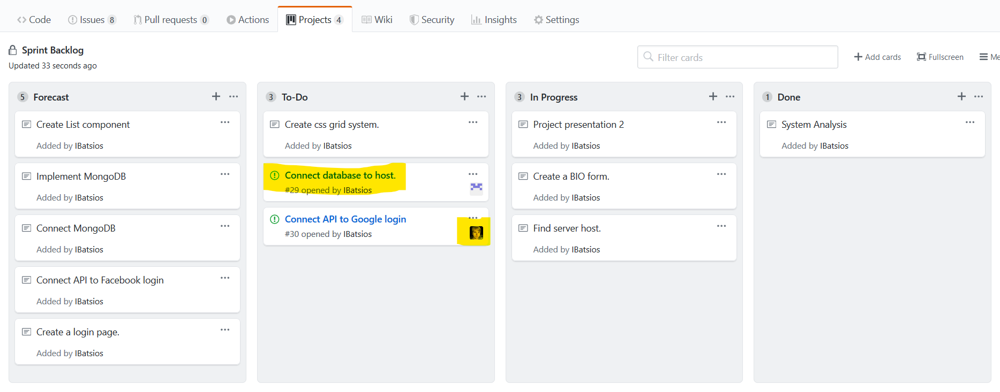 Code Issues 8 Pull requests 0 Actions Projects 4 Wiki Security Insights Settings
Sprint Backlog
Updated 33 seconds ago
Filter cards
Add cards
Fullscreen
Me
5 Forecast
Create List component
Added by IBatsios
Implement MongoDB
Added by IBatsios
Connect MongoDB
Added by IBatsios
Connect API to Facebook login
Added by IBatsios
Create a login page.
Added by IBatsios
3 To-Do
Create css grid system.
Added by IBatsios
Connect database to host.
#29 opened by IBatsios
Connect API to Google login
#30 opened by IBatsios
3 In Progress
Project presentation 2
Added by IBatsios
Create a BIO form.
Added by IBatsios
Find server host.
Added by IBatsios
1 Done
System Analysis
Added by IBatsios